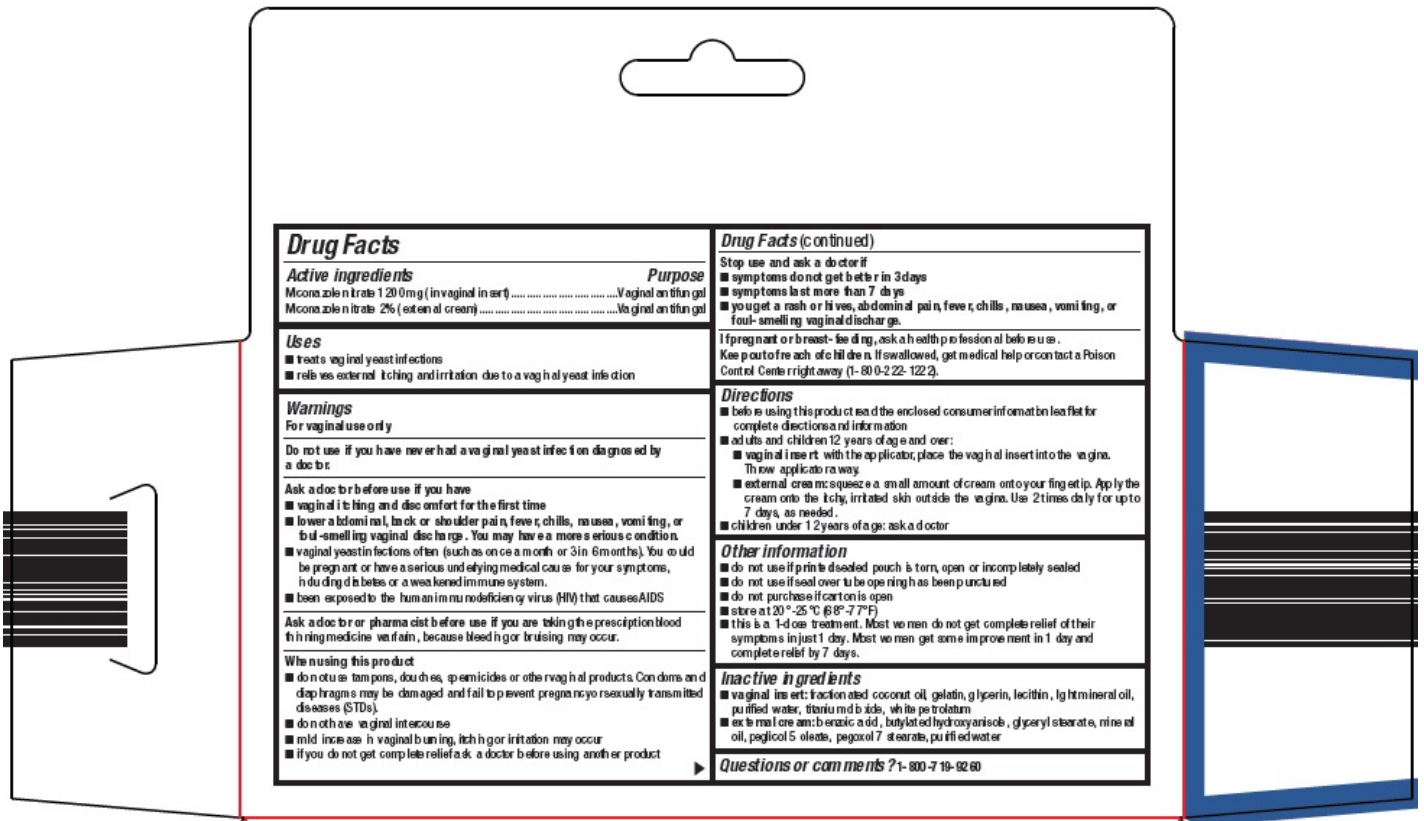 Drug Facts
Active ingredients Purpose
Miconazole nitrate 1200 mg (in vaginal insert)..................................Vaginal antifungal
Miconazole nitrate 2% (external cream)............................................Vaginal antifungal
Uses
■ treats vaginal yeast infections
■ relieves external itching and irritation due to a vaginal yeast infection
Warnings
For vaginal use only
Do not use if you have never had a vaginal yeast infection diagnosed by
a doctor.
Ask a doctor before use if you have
■ vaginal itching and discomfort for the first time
■ lower abdominal, back or shoulder pain, fever, chills, nausea, vomiting, or
foul-smelling vaginal discharge. You may have a more serious condition.
■ vaginal yeast infections often (such as once a month or 3 in 6 months). You could
be pregnant or have a serious underlying medical cause for your symptoms,
including diabetes or a weakened immune system.
■ been exposed to the human immunodeficiency virus (HIV) that causes AIDS
Ask a doctor or pharmacist before use if you are taking the prescription blood
thinning medicine warfarin, because bleeding or bruising may occur.
When using this product
■ do not use tampons, douches, spermicides or other vaginal products. Condoms and
diaphragms may be damaged and fail to prevent pregnancy or sexually transmitted
diseases (STDs).
■ do not have vaginal intercourse
■ mild increase in vaginal burning, itching or irritation may occur
■ if you do not get complete relief ask a doctor before using another product
Drug Facts (continued)
Stop use and ask a doctor if
■ symptoms do not get better in 3 days
■ symptoms last more than 7 days
■ you get a rash or hives, abdominal pain, fever, chills, nausea, vomiting, or
foul-smelling vaginal discharge.
If pregnant or breast-feeding, ask a health professional before use.
Keep out of reach of children. If swallowed, get medical help or contact a Poison
Control Center right away (1-800-222-1222).
Directions
■ before using this product read the enclosed consumer information leaflet for
complete directions and information
■ adults and children 12 years of age and over:
■ vaginal insert: with the applicator, place the vaginal insert into the vagina.
Throw applicator away.
■ external cream: squeeze a small amount of cream onto your fingertip. Apply the
cream onto the itchy, irritated skin outside the vagina. Use 2 times daily for up to
7 days, as needed.
■ children under 12 years of age: ask a doctor
Other information
■ do not use if printed sealed pouch is torn, open or incompletely sealed
■ do not use if seal over tube opening has been punctured
■ do not purchase if carton is open
■ store at 20°-25°C (68°-77°F)
■ this is a 1-dose treatment. Most women do not get complete relief of their
symptoms in just 1 day. Most women get some improvement in 1 day and
complete relief by 7 days.
Inactive ingredients
■ vaginal insert: fractionated coconut oil, gelatin, glycerin, lecithin, light mineral oil,
purified water, titanium dioxide, white petrolatum
■ external cream: benzoic acid, butylated hydroxyanisole, glyceryl stearate, mineral
oil, peglicol 5 oleate, pegoxol 7 stearate, purified water
Questions or comments? 1-800-719-9260